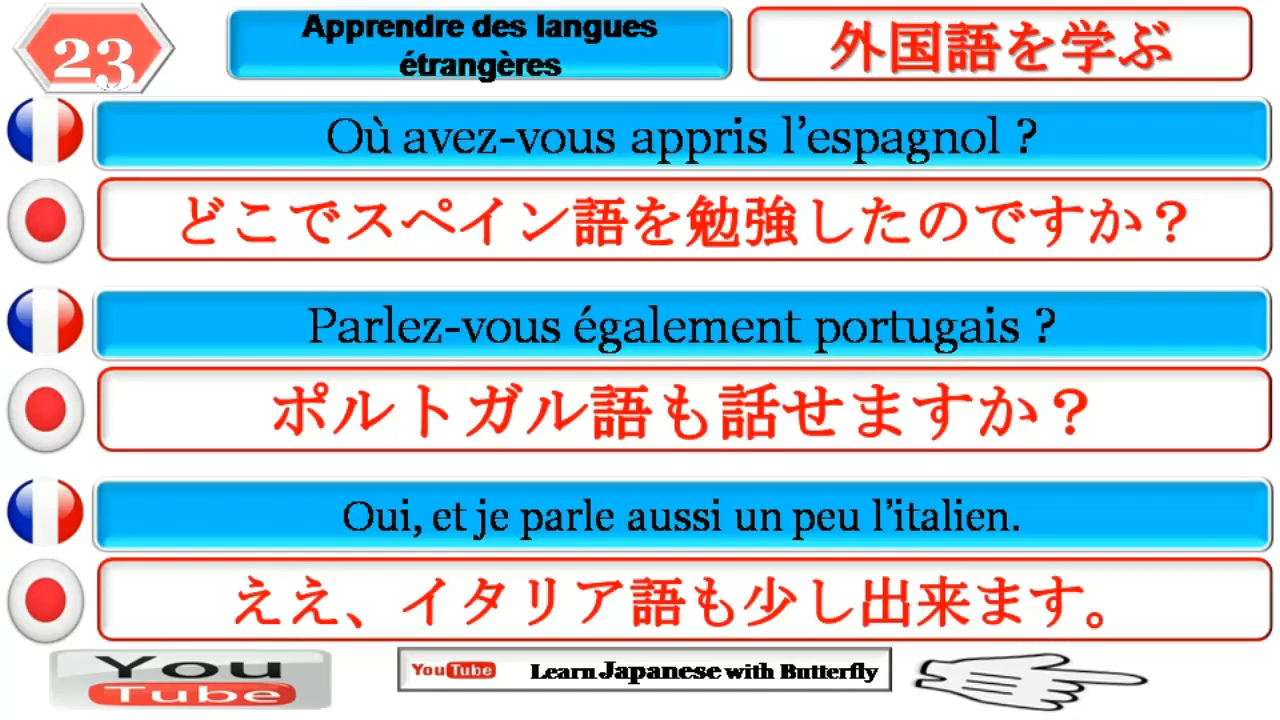 23
Apprendre des langues
étrangères
外国語を学ぶ
Où avez-vous appris l’espagnol ?
どこでスペイン語を勉強したのですか？
Parlez-vous également portugais ?
ポルトガル語も話せますか？
Oui, et je parle aussi un peu l’italien.
ええ、イタリア語も少し出来ます。
You
Tube
YouTube Learn Japanese with Butterfly